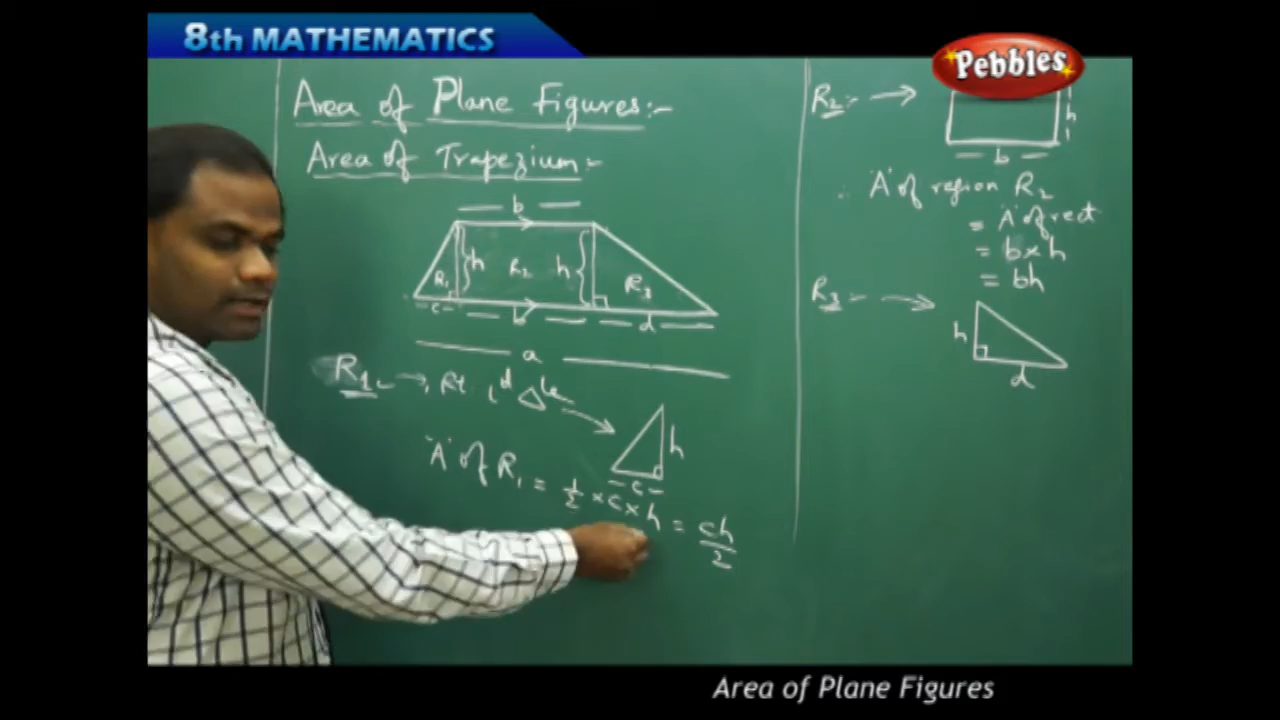 8th MATHEMATICS
Pebbles
Area of Plane Figures:-
Area of Trapezium:-
b
R1 h R2 h R3
c b d
a
R1 :- → Rt. L^d Δ^le
h
c
'A' of R1 = 1/2 × c × h = ch/2
R2 :- →
h
b
∴ 'A' of region R2
= 'A' of rect
= b×h
= bh
R3 :- →
h
d
Area of Plane Figures